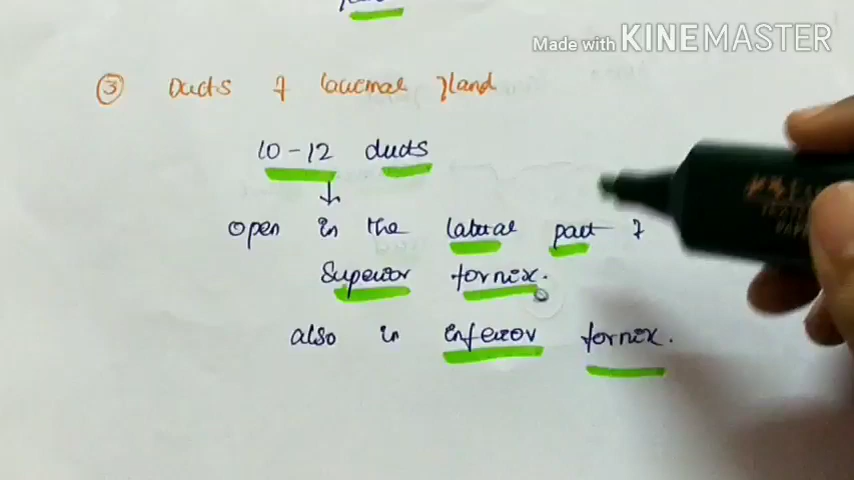 Made with KINEMASTER
③ Ducts of lacrimal gland
10-12 ducts
↓
open in the lateral part of
superior fornix.
also in inferior fornix.